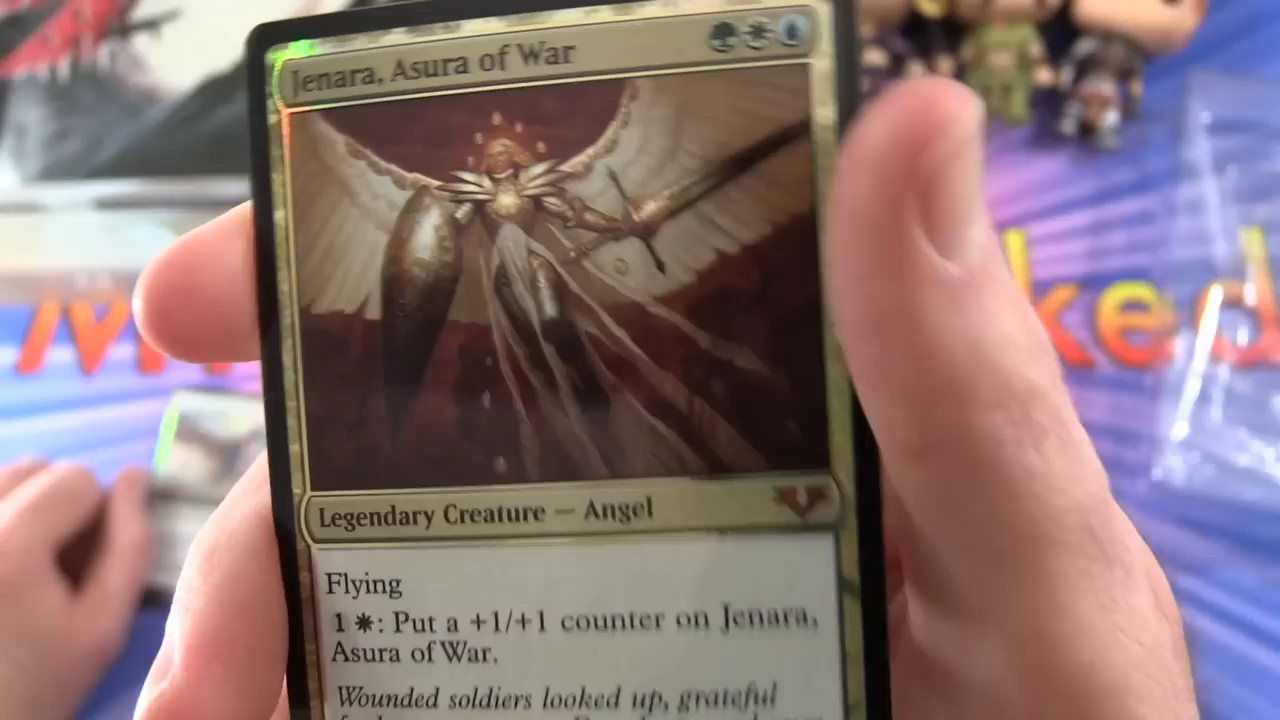 Jenara, Asura of War
Legendary Creature — Angel
Flying
1 : Put a +1/+1 counter on Jenara,
Asura of War.
Wounded soldiers looked up, grateful
ked